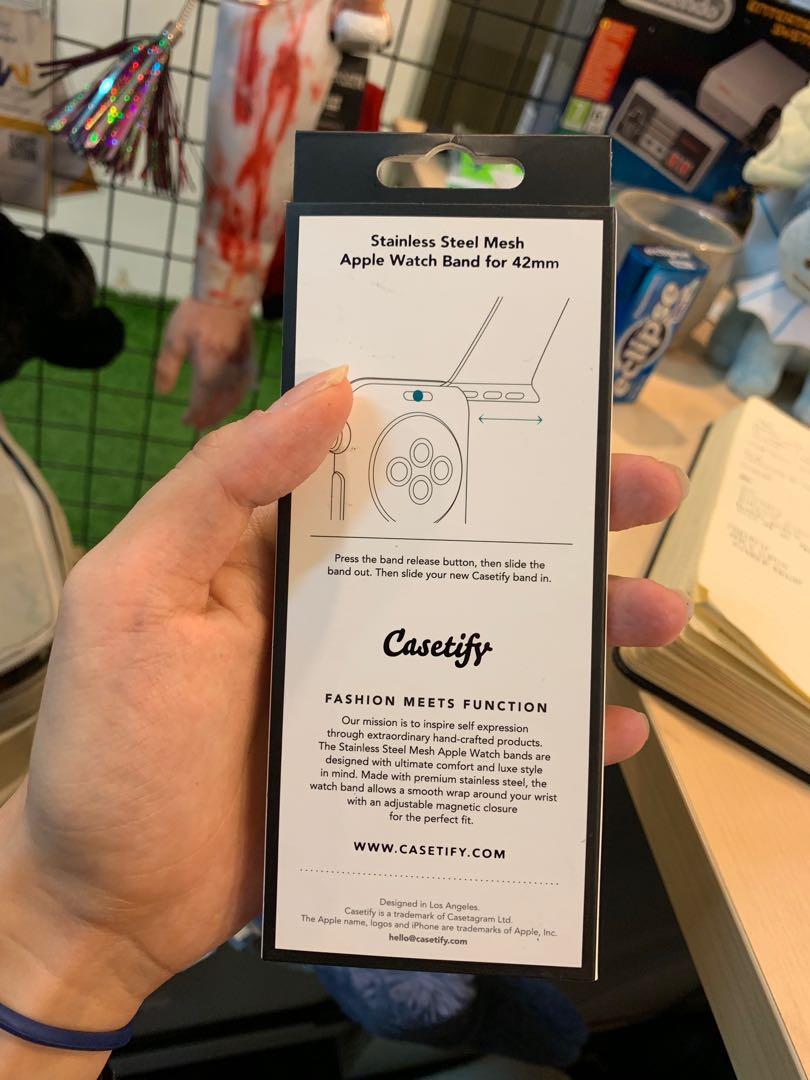 Stainless Steel Mesh
Apple Watch Band for 42mm
Press the band release button, then slide the
band out. Then slide your new Casetify band in.
Casetify
FASHION MEETS FUNCTION
Our mission is to inspire self expression
through extraordinary hand-crafted products.
The Stainless Steel Mesh Apple Watch bands are
designed with ultimate comfort and luxe style
in mind. Made with premium stainless steel, the
watch band allows a smooth wrap around your wrist
with an adjustable magnetic closure
for the perfect fit.
WWW.CASETIFY.COM
Designed in Los Angeles.
Casetify is a trademark of Casetagram Ltd.
The Apple name, logos and iPhone are trademarks of Apple, Inc.
hello@casetify.com
Nintendo
eclipse